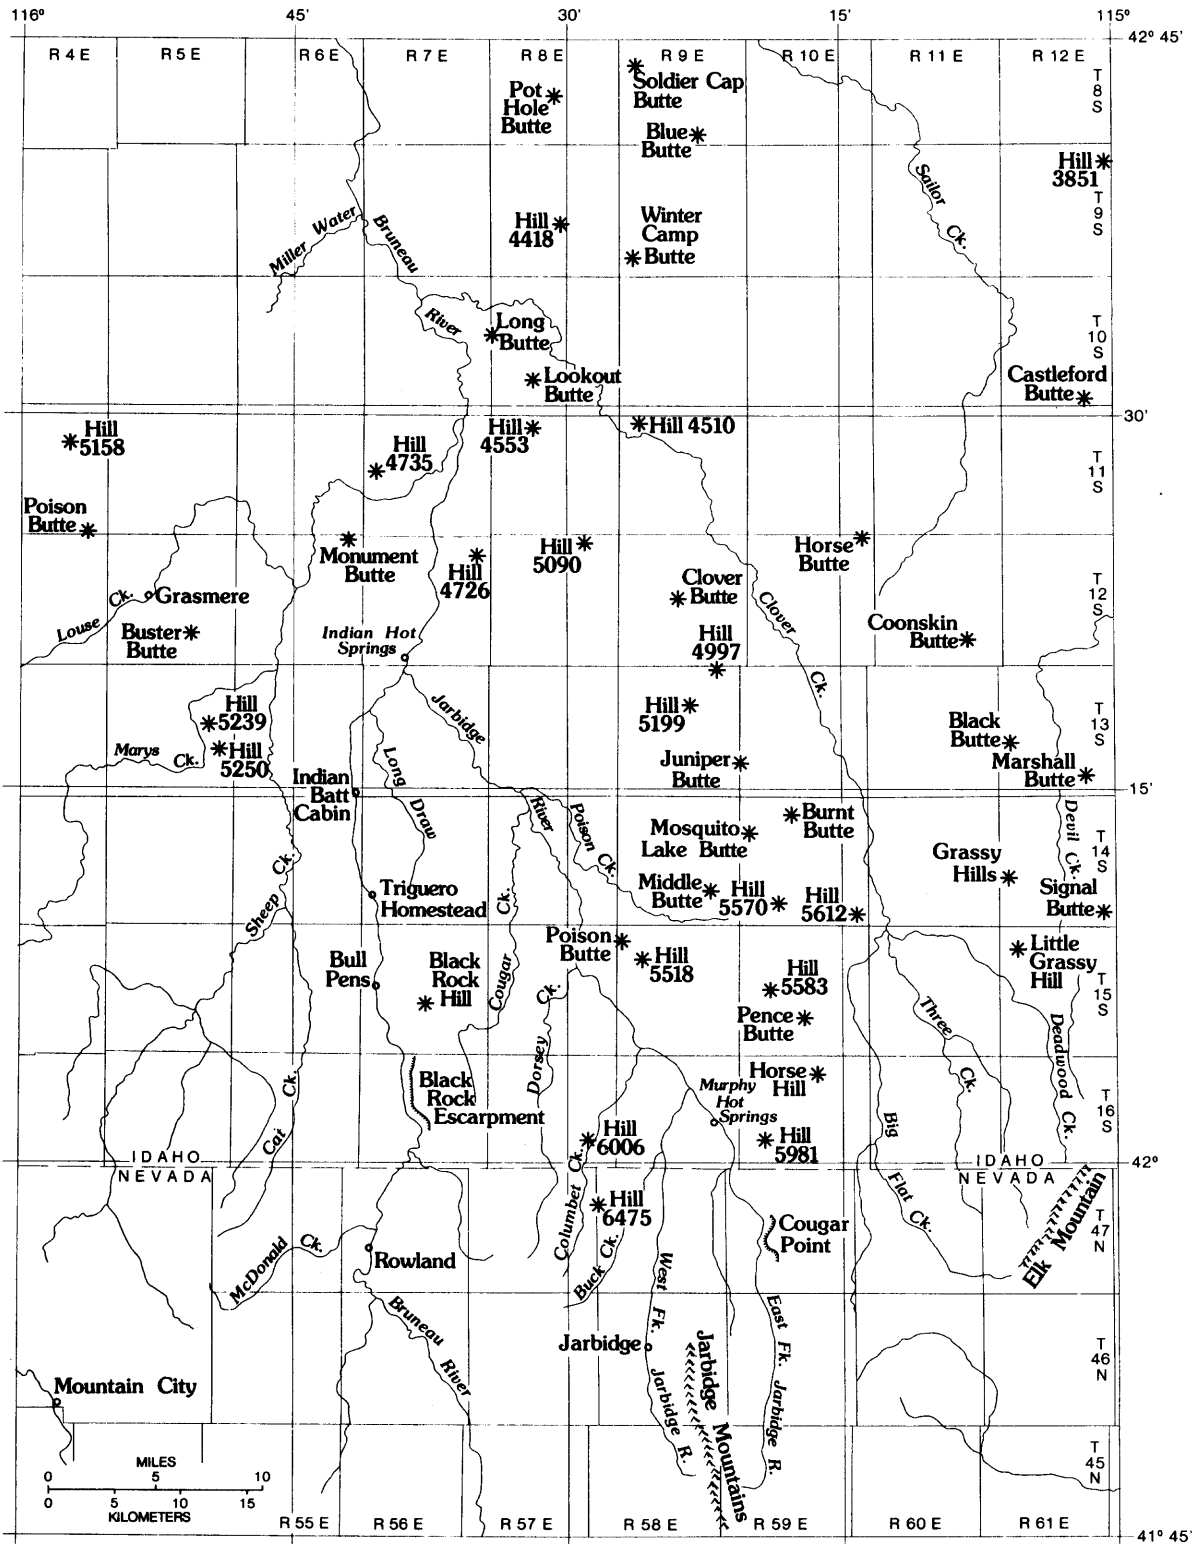 116° 45' 30' 15' 115°
42° 45'
R 4 E R 5 E R 6 E R 7 E R 8 E R 9 E R 10 E R 11 E R 12 E
T
8
S
Soldier Cap
Butte
Pot
Hole
Butte
Blue
Butte
Hill
3851
T
9
S
Sailor
Ck.
Miller Water
Bruneau
River
Hill
4418
Winter
Camp
Butte
Long
Butte
T
10
S
Lookout
Butte
Castleford
Butte
30'
Hill
5158
Hill
4735
Hill
4553
Hill 4510
T
11
S
Poison
Butte
Monument
Butte
Hill
4726
Hill
5090
Horse
Butte
Louse
Ck.
Grasmere
Buster
Butte
Indian Hot
Springs
Clover
Butte
Clover
Ck.
T
12
S
Coonskin
Butte
Hill
4997
Hill
5239
Hill
5250
Marys
Ck.
Jarbidge
River
Hill
5199
Black
Butte
T
13
S
Marshall
Butte
Juniper
Butte
15'
Indian
Batt
Cabin
Long
Draw
Poison
Ck.
Burnt
Butte
Mosquito
Lake Butte
Devil
Ck.
T
14
S
Grassy
Hills
Sheep
Ck.
Triguero
Homestead
Middle
Butte
Hill
5570
Hill
5612
Signal
Butte
Bull
Pens
Black
Rock
Hill
Cougar
Ck.
Poison
Butte
Hill
5518
Hill
5583
Little
Grassy
Hill
T
15
S
Pence
Butte
Three
Ck.
Deadwood
Ck.
Dorsey
Ck.
Black
Rock
Escarpment
Murphy
Hot
Springs
Horse
Hill
T
16
S
Cat
Ck.
Hill
6006
Hill
5981
Big
Flat Ck.
IDAHO
NEVADA
IDAHO
NEVADA
42°
Columbet Ck.
Hill
6475
Buck Ck.
Cougar
Point
Elk Mountain
T
47
N
McDonald
Ck.
Rowland
Bruneau
River
West Fk.
Jarbidge R.
East Fk. Jarbidge R.
Jarbidge
Jarbidge Mountains
T
46
N
Mountain City
T
45
N
MILES
0 5 10
0 5 10 15
KILOMETERS
R 55 E R 56 E R 57 E R 58 E R 59 E R 60 E R 61 E
41° 45'